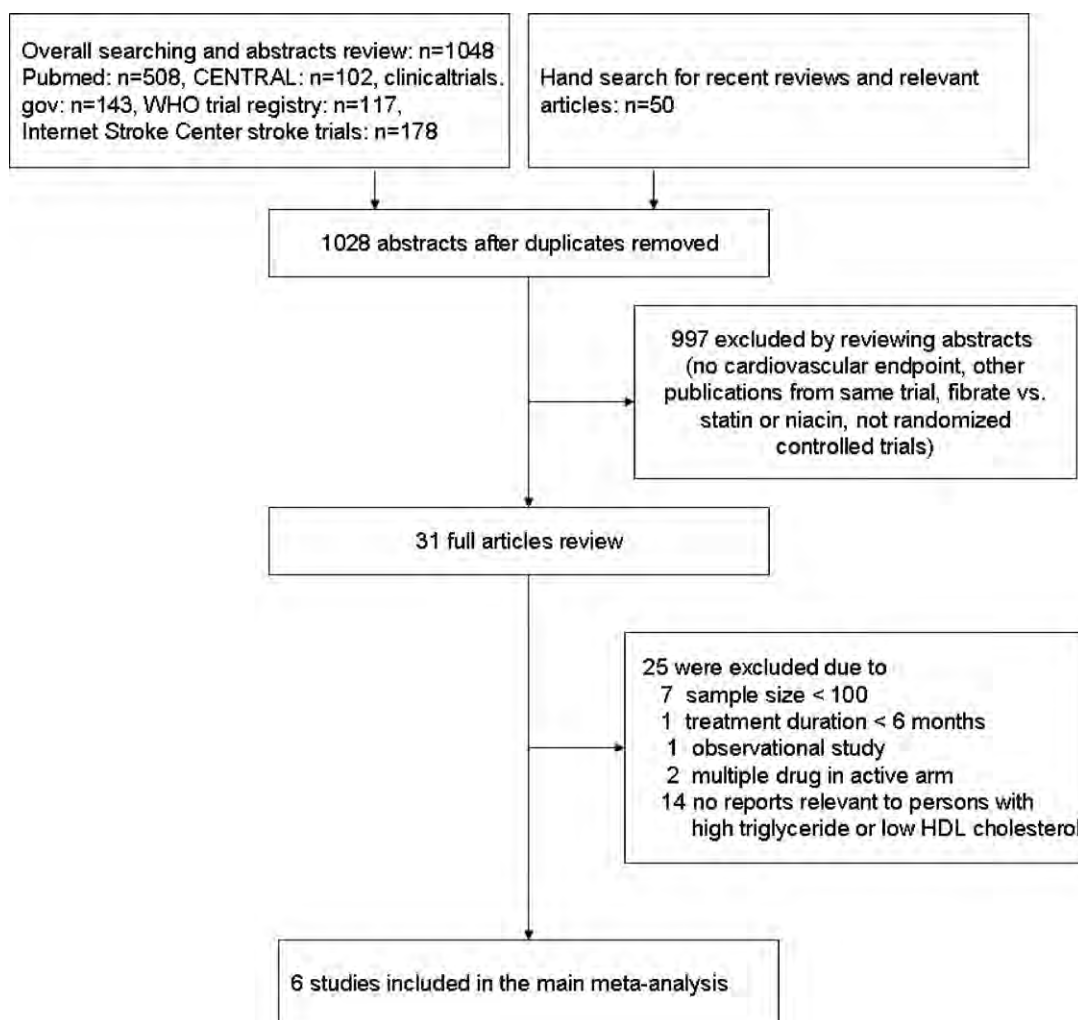 Overall searching and abstracts review: n=1048
Pubmed: n=508, CENTRAL: n=102, clinicaltrials.
gov: n=143, WHO trial registry: n=117,
Internet Stroke Center stroke trials: n=178
Hand search for recent reviews and relevant
articles: n=50
1028 abstracts after duplicates removed
997 excluded by reviewing abstracts
(no cardiovascular endpoint, other
publications from same trial, fibrate vs.
statin or niacin, not randomized
controlled trials)
31 full articles review
25 were excluded due to
7 sample size < 100
1 treatment duration < 6 months
1 observational study
2 multiple drug in active arm
14 no reports relevant to persons with
high triglyceride or low HDL cholesterol
6 studies included in the main meta-analysis